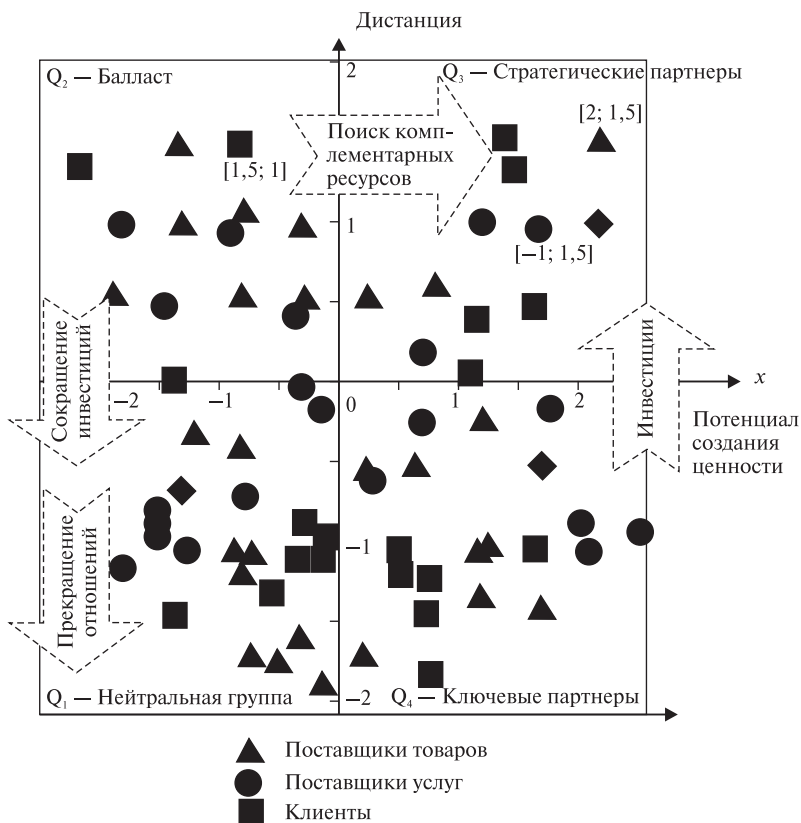 Дистанция
Q₂ — Балласт
2
Q₃ — Стратегические партнеры
[2; 1,5]
Поиск комп-
лементарных
ресурсов
[1,5; 1]
1
[−1; 1,5]
Сокращение
инвестиций
Инвестиции
−2
−1
0
1
2
x
Потенциал
создания
ценности
Прекращение
отношений
−1
Q₁ — Нейтральная группа
−2
Q₄ — Ключевые партнеры
Поставщики товаров
Поставщики услуг
Клиенты